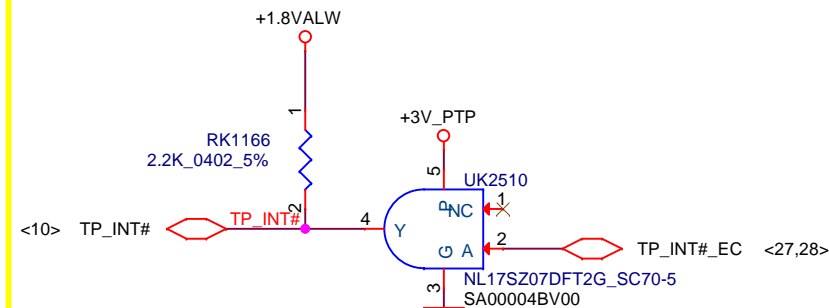 +1.8VALW
1
RK1166
2.2K_0402_5%
2
+3V_PTP
5
UK2510
P
NC
1
<10> TP_INT#
TP_INT#
4
Y
G
A
2
TP_INT#_EC <27,28>
3
NL17SZ07DFT2G_SC70-5
SA00004BV00